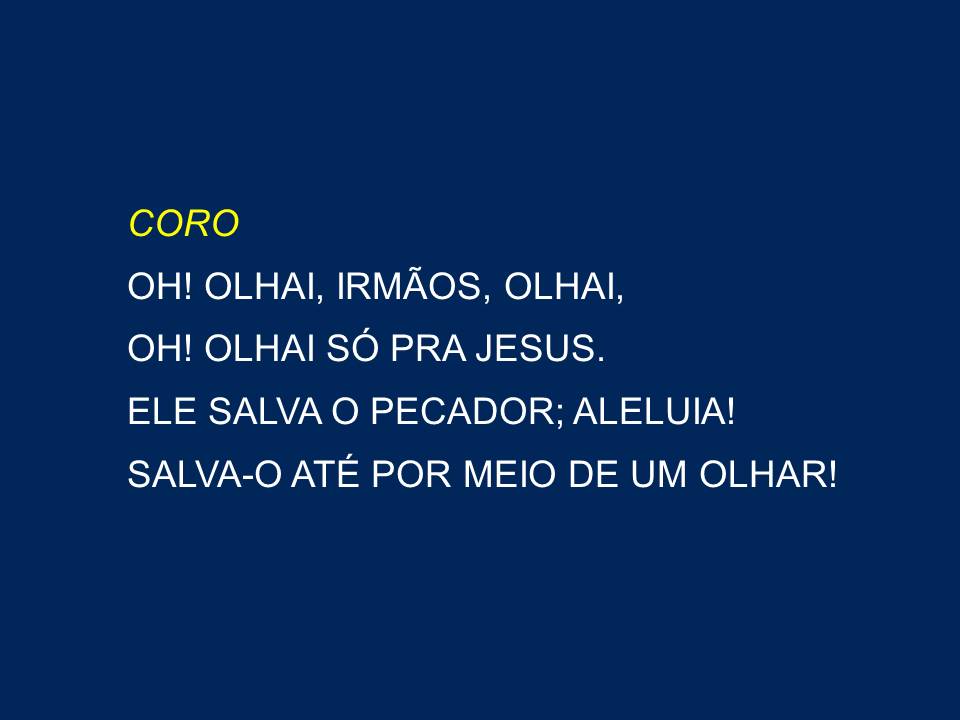 CORO
OH! OLHAI, IRMÃOS, OLHAI,
OH! OLHAI SÓ PRA JESUS.
ELE SALVA O PECADOR; ALELUIA!
SALVA-O ATÉ POR MEIO DE UM OLHAR!